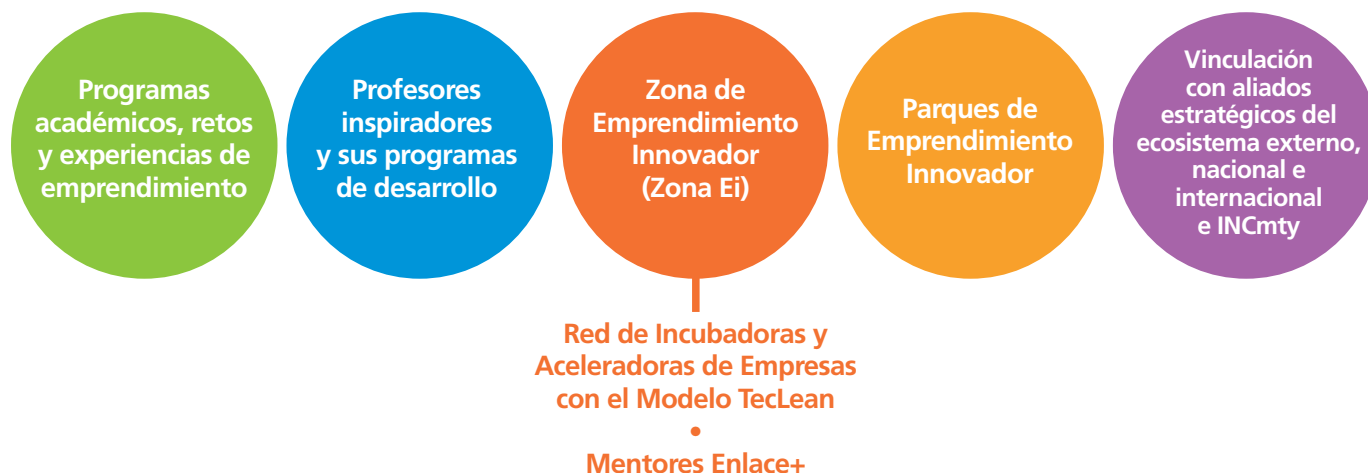 Programas
académicos, retos
y experiencias de
emprendimiento
Profesores
inspiradores
y sus programas
de desarrollo
Zona de
Emprendimiento
Innovador
(Zona Ei)
Parques de
Emprendimiento
Innovador
Vinculación
con aliados
estratégicos del
ecosistema externo,
nacional e
internacional
e INCmty
Red de Incubadoras y
Aceleradoras de Empresas
con el Modelo TecLean
•
Mentores Enlace+